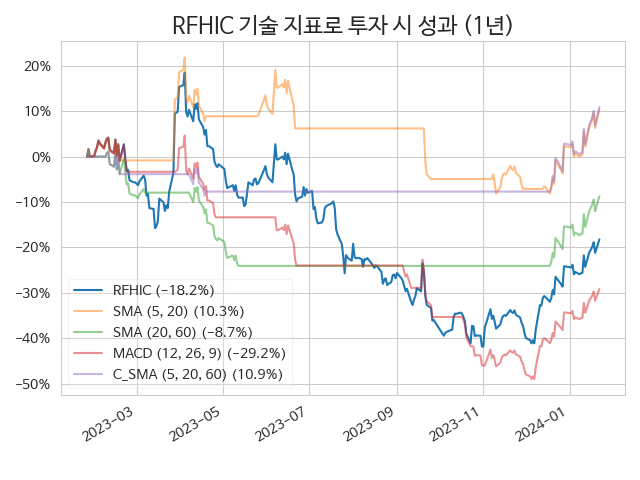 RFHIC 기술 지표로 투자 시 성과 (1년)
20%
10%
0%
−10%
−20%
−30%
−40%
−50%
RFHIC (−18.2%)
SMA (5, 20) (10.3%)
SMA (20, 60) (−8.7%)
MACD (12, 26, 9) (−29.2%)
C_SMA (5, 20, 60) (10.9%)
2023−03
2023−05
2023−07
2023−09
2023−11
2024−01